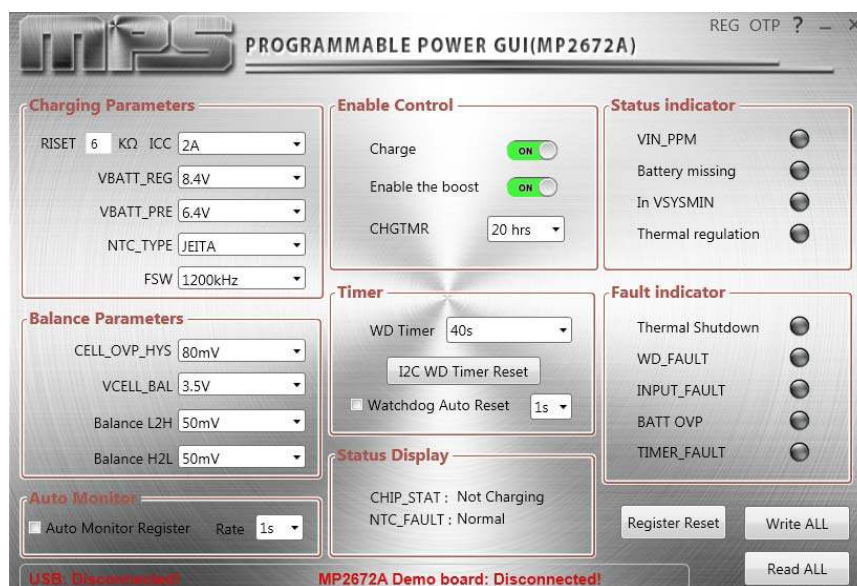 MPS
PROGRAMMABLE POWER GUI(MP2672A)
REG OTP ? – ×
Charging Parameters
RISET 6 KΩ ICC 2A
VBATT_REG 8.4V
VBATT_PRE 6.4V
NTC_TYPE JEITA
FSW 1200kHz
Balance Parameters
CELL_OVP_HYS 80mV
VCELL_BAL 3.5V
Balance L2H 50mV
Balance H2L 50mV
Auto Monitor
Auto Monitor Register Rate 1s
Enable Control
Charge ON
Enable the boost ON
CHGTMR 20 hrs
Timer
WD Timer 40s
I2C WD Timer Reset
Watchdog Auto Reset 1s
Status Display
CHIP_STAT : Not Charging
NTC_FAULT : Normal
Status indicator
VIN_PPM
Battery missing
In VSYSMIN
Thermal regulation
Fault indicator
Thermal Shutdown
WD_FAULT
INPUT_FAULT
BATT OVP
TIMER_FAULT
Register Reset
Write ALL
Read ALL
USB: Disconnected!
MP2672A Demo board: Disconnected!